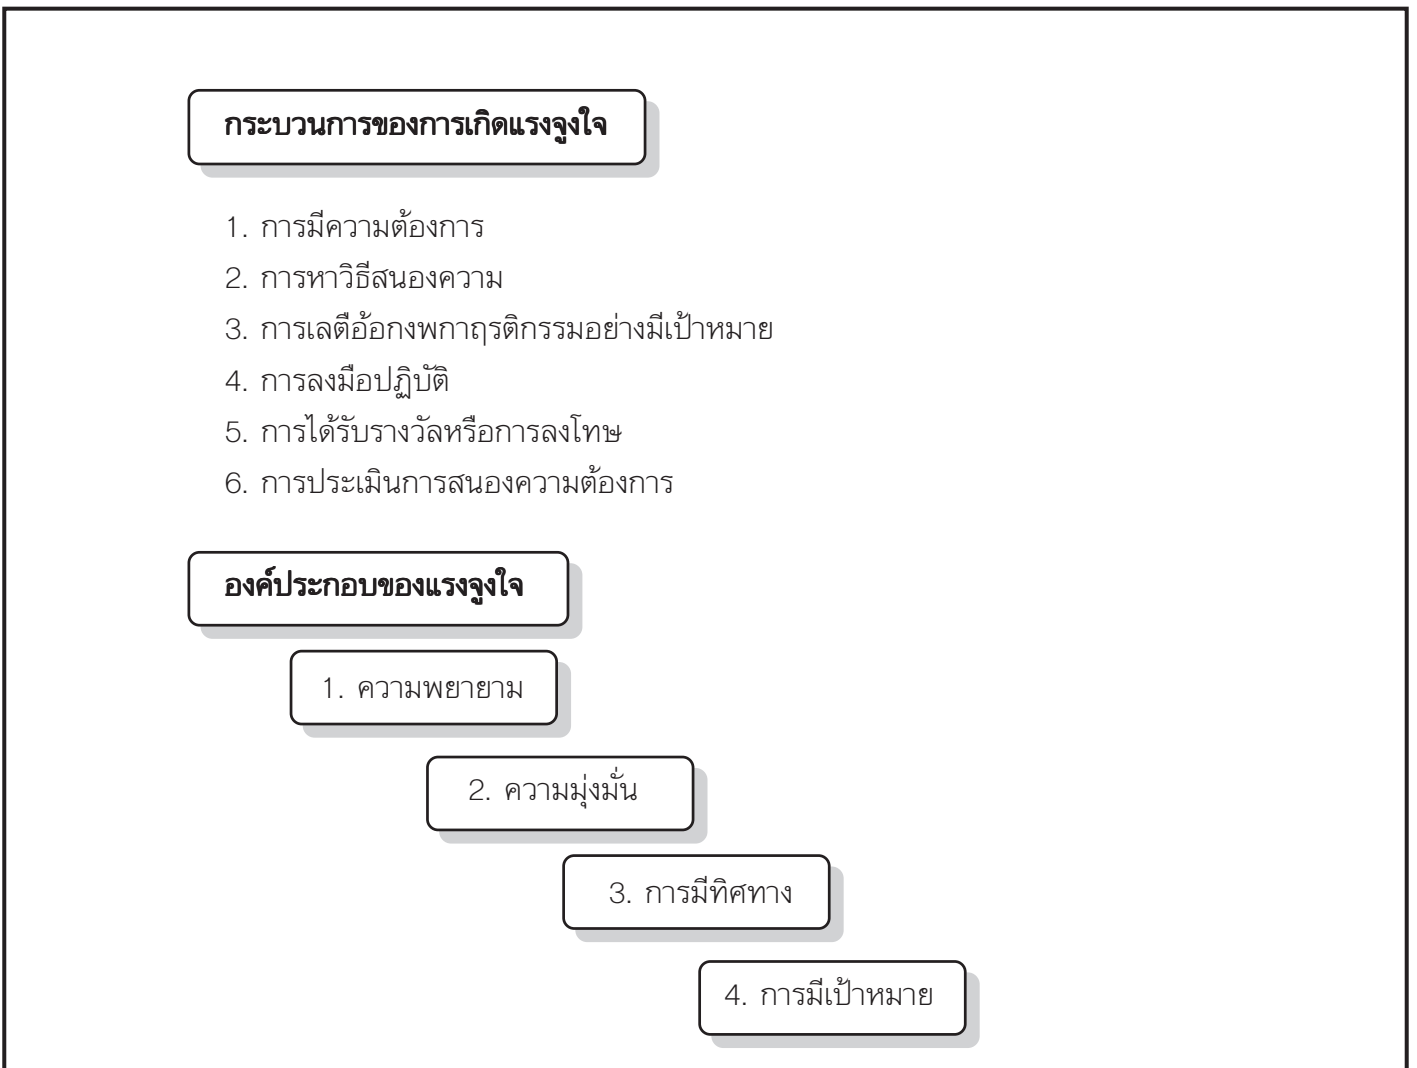 กระบวนการของการเกิดแรงจูงใจ
1. การมีความต้องการ
2. การหาวิธีสนองความ
3. การเลตือ้อกงพกาฤรติกรรมอย่างมีเป้าหมาย
4. การลงมือปฏิบัติ
5. การได้รับรางวัลหรือการลงโทษ
6. การประเมินการสนองความต้องการ
องค์ประกอบของแรงจูงใจ
1. ความพยายาม
2. ความมุ่งมั่น
3. การมีทิศทาง
4. การมีเป้าหมาย